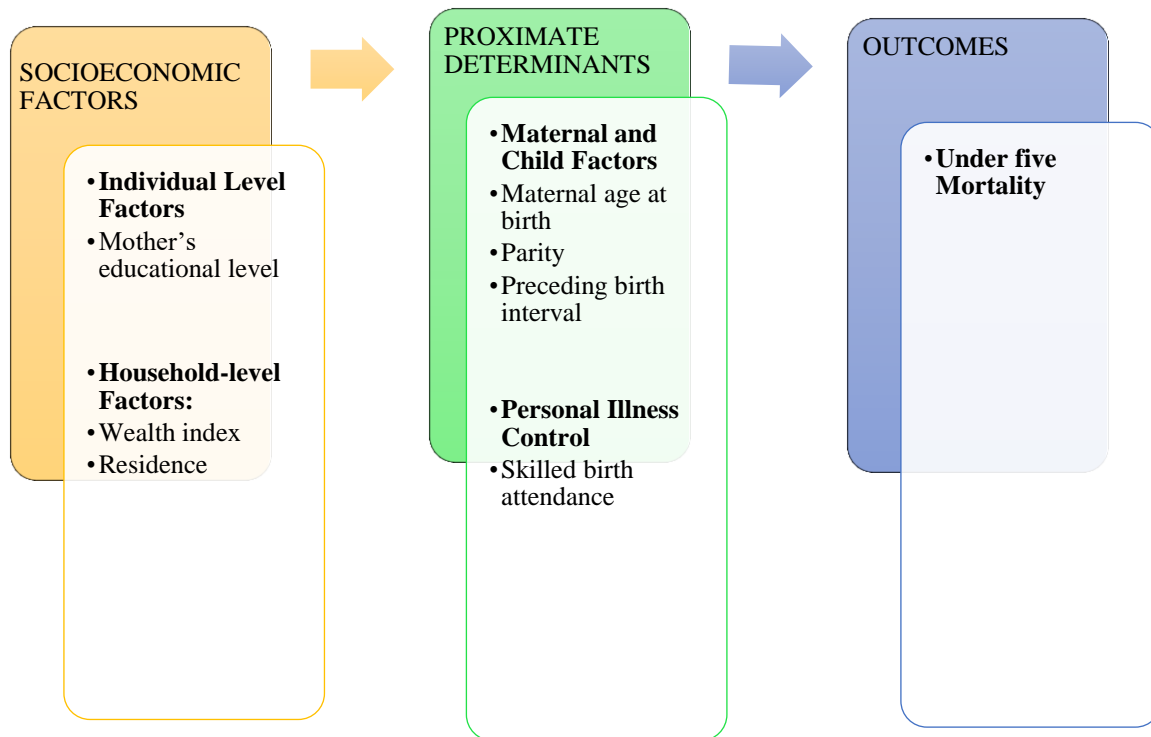 SOCIOECONOMIC
FACTORS
•Individual Level
Factors
•Mother’s
educational level
•Household-level
Factors:
•Wealth index
•Residence
PROXIMATE
DETERMINANTS
•Maternal and
Child Factors
•Maternal age at
birth
•Parity
•Preceding birth
interval
•Personal Illness
Control
•Skilled birth
attendance
OUTCOMES
•Under five
Mortality